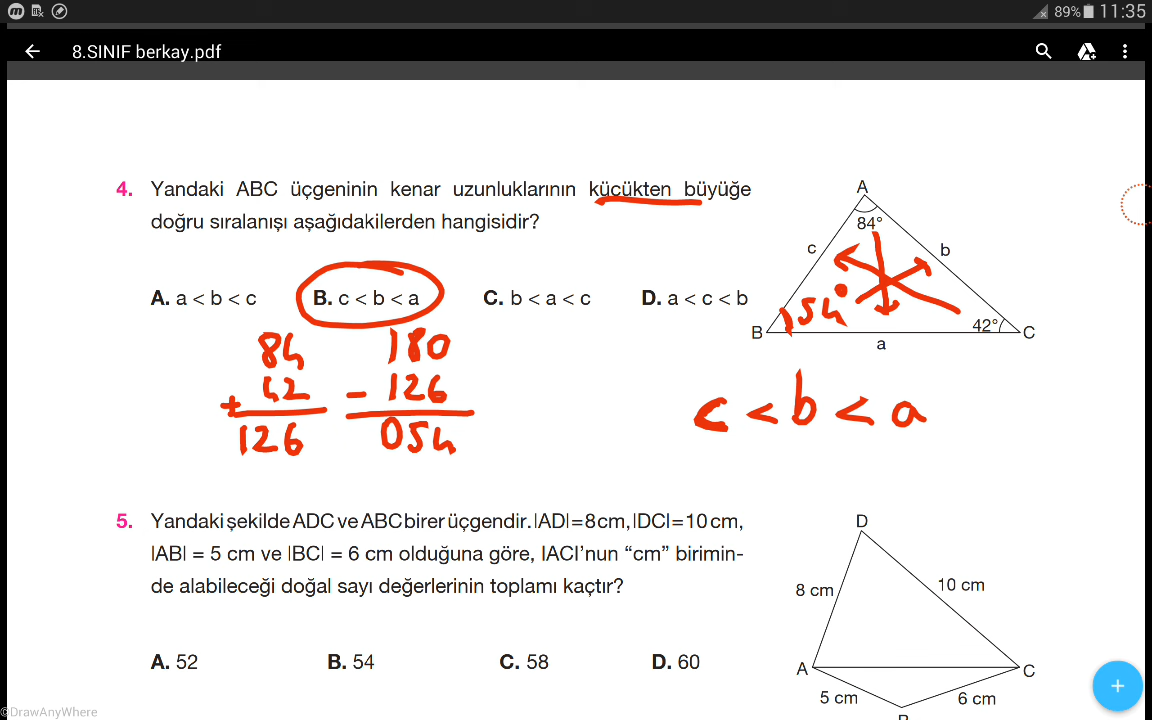 89% 11:35
8.SINIF berkay.pdf
4. Yandaki ABC üçgeninin kenar uzunluklarının küçükten büyüğe
doğru sıralanışı aşağıdakilerden hangisidir?
A. a < b < c B. c < b < a C. b < a < c D. a < c < b
A
84°
c
b
54°
B
42°
C
a
84
+ 42
126
180
- 126
054
c < b < a
5. Yandaki şekilde ADC ve ABC birer üçgendir. |AD|=8cm, |DC|=10 cm,
|AB| = 5 cm ve |BC| = 6 cm olduğuna göre, |AC|'nun “cm” birimin-
de alabileceği doğal sayı değerlerinin toplamı kaçtır?
A. 52 B. 54 C. 58 D. 60
D
8 cm
10 cm
A
C
5 cm
6 cm
©DrawAnyWhere